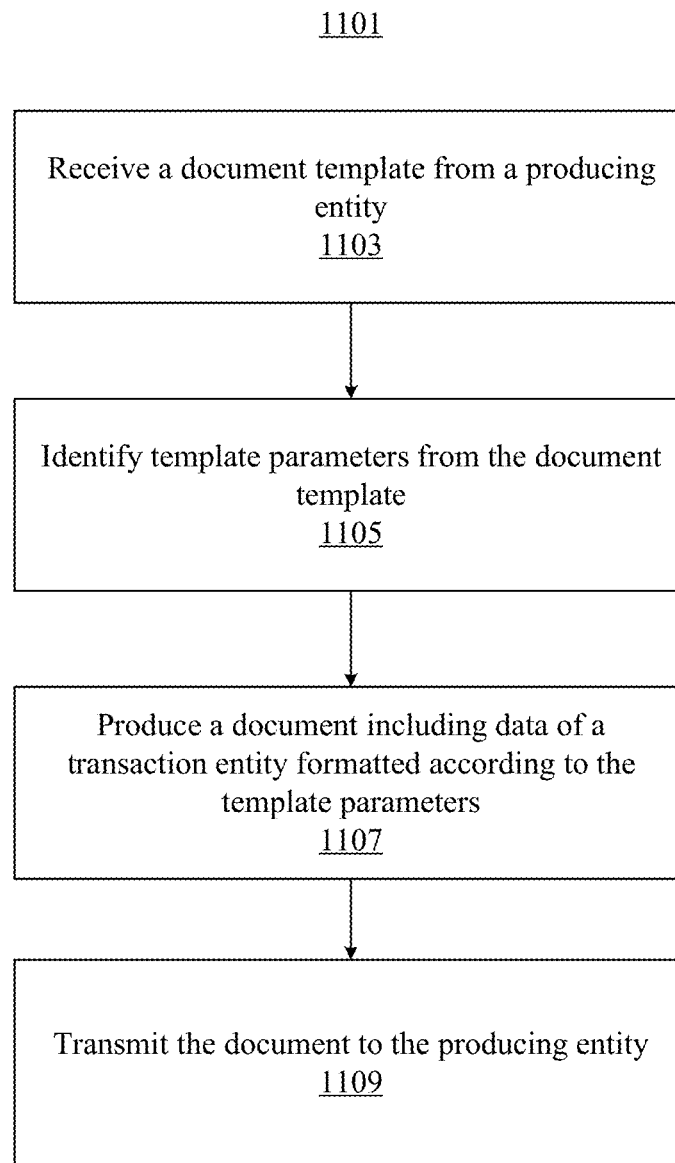 1101
Receive a document template from a producing
entity
1103
Identify template parameters from the document
template
1105
Produce a document including data of a
transaction entity formatted according to the
template parameters
1107
Transmit the document to the producing entity
1109